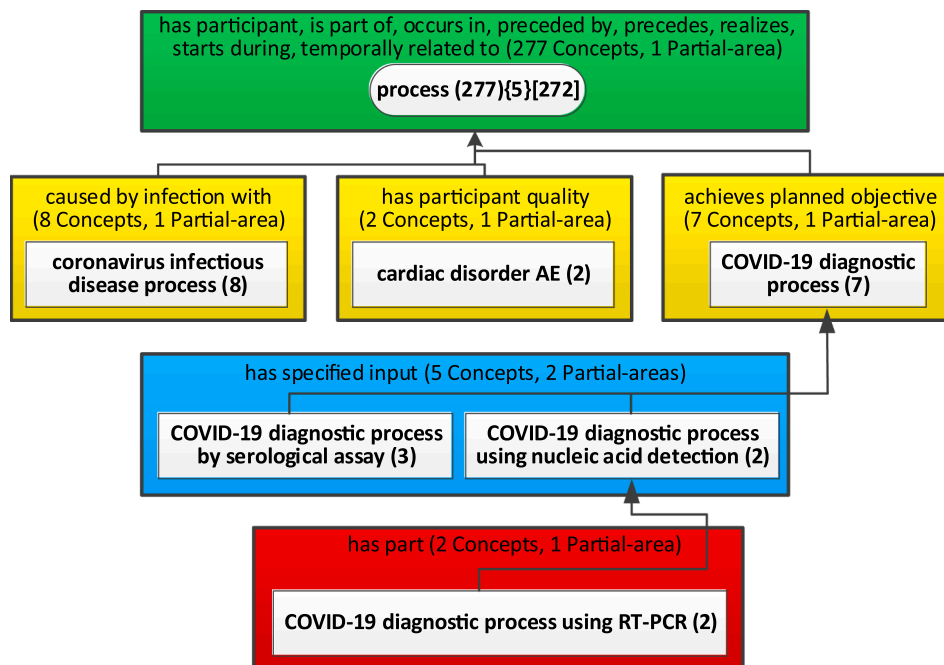 has participant, is part of, occurs in, preceded by, precedes, realizes,
starts during, temporally related to (277 Concepts, 1 Partial-area)
process (277){5}[272]
caused by infection with
(8 Concepts, 1 Partial-area)
coronavirus infectious
disease process (8)
has participant quality
(2 Concepts, 1 Partial-area)
cardiac disorder AE (2)
achieves planned objective
(7 Concepts, 1 Partial-area)
COVID-19 diagnostic
process (7)
has specified input (5 Concepts, 2 Partial-areas)
COVID-19 diagnostic process
by serological assay (3)
COVID-19 diagnostic process
using nucleic acid detection (2)
has part (2 Concepts, 1 Partial-area)
COVID-19 diagnostic process using RT-PCR (2)